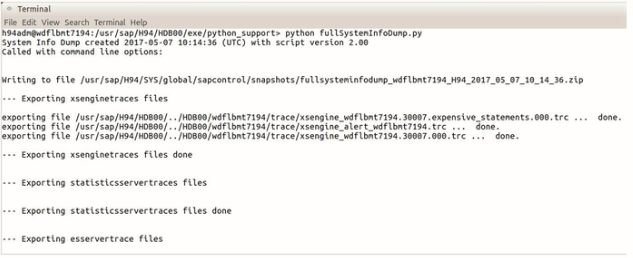 Terminal
File Edit View Search Terminal Help
h94adm@wdflbmt7194:/usr/sap/H94/HDB00/exe/python_support> python fullSystemInfoDump.py
System Info Dump created 2017-05-07 10:14:36 (UTC) with script version 2.00
Called with command line options:
Writing to file /usr/sap/H94/SYS/global/sapcontrol/snapshots/fullsysteminfodump_wdflbmt7194_H94_2017_05_07_10_14_36.zip
--- Exporting xsenginetraces files
exporting file /usr/sap/H94/HDB00/../HDB00/wdflbmt7194/trace/xsengine_wdflbmt7194.30007.expensive_statements.000.trc ... done.
exporting file /usr/sap/H94/HDB00/../HDB00/wdflbmt7194/trace/xsengine_alert_wdflbmt7194.trc ... done.
exporting file /usr/sap/H94/HDB00/../HDB00/wdflbmt7194/trace/xsengine_wdflbmt7194.30007.000.trc ... done.
--- Exporting xsenginetraces files done
--- Exporting statisticsservertraces files
--- Exporting statisticsservertraces files done
--- Exporting esservertrace files